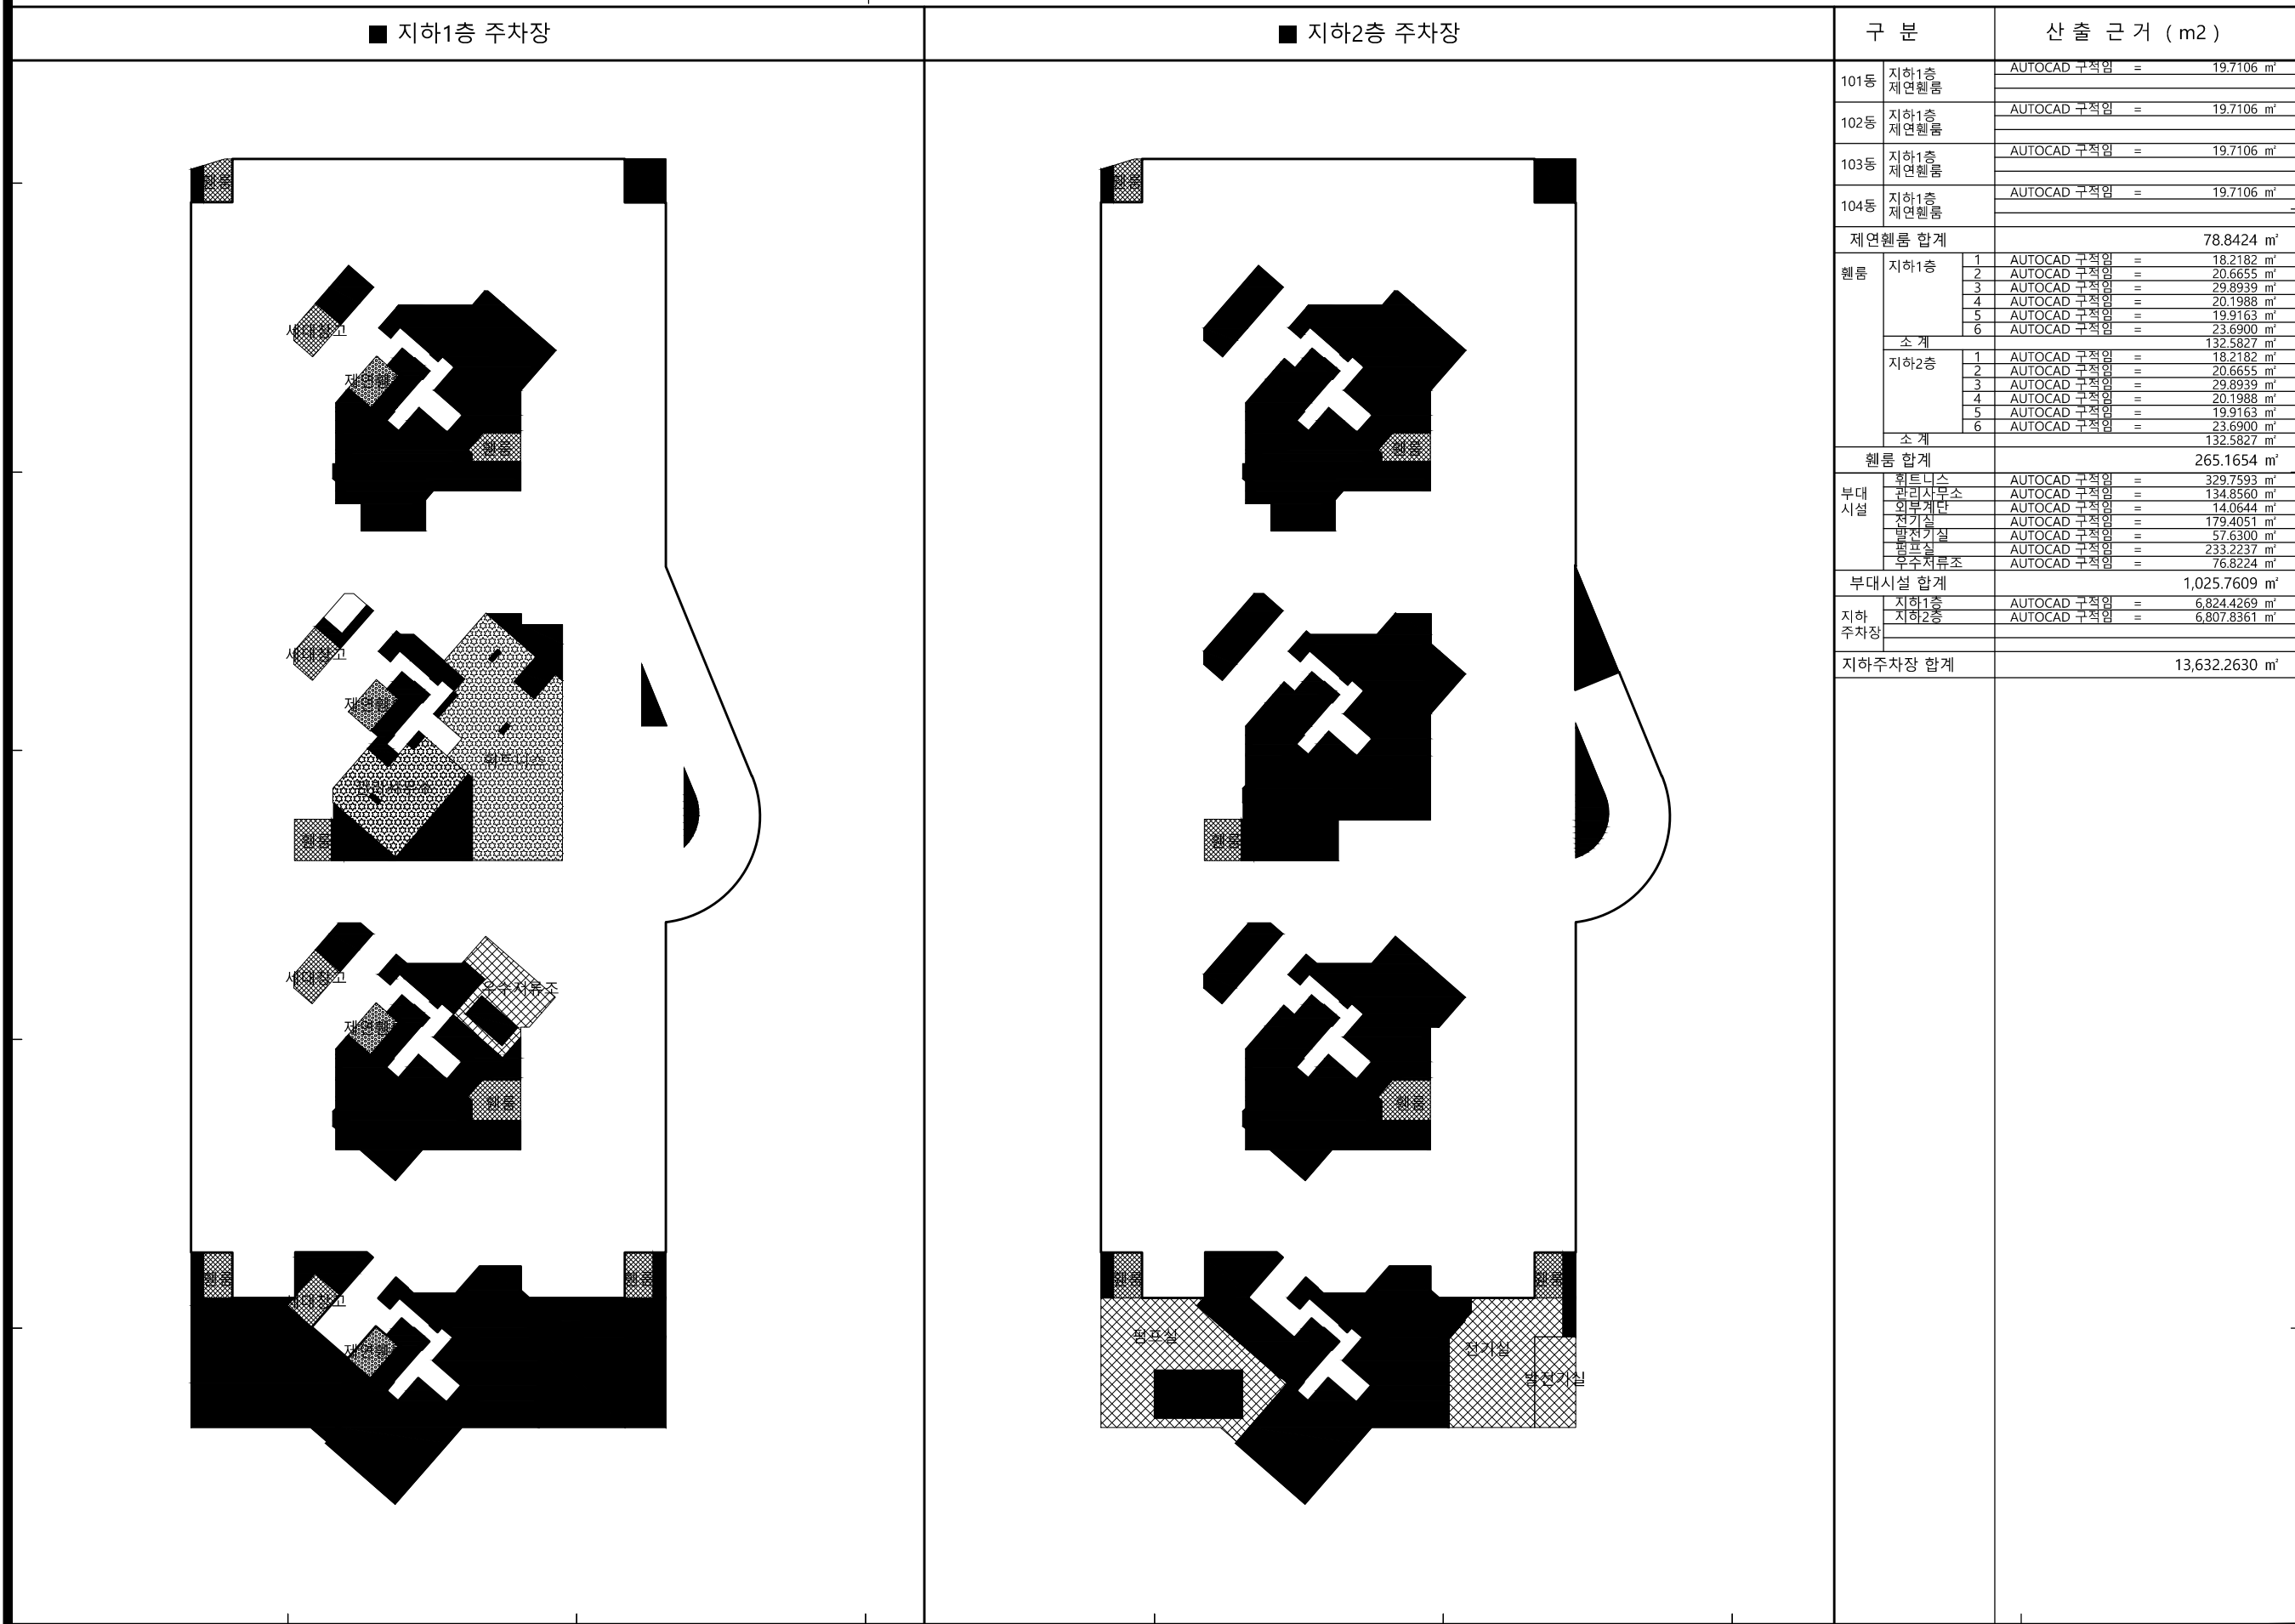 ■ 지하1층 주차장
■ 지하2층 주차장
구 분
산 출 근 거 ( m2 )
101동 지하1층 제연휀룸 AUTOCAD 구적임 = 19.7106 ㎡
102동 지하1층 제연휀룸 AUTOCAD 구적임 = 19.7106 ㎡
103동 지하1층 제연휀룸 AUTOCAD 구적임 = 19.7106 ㎡
104동 지하1층 제연휀룸 AUTOCAD 구적임 = 19.7106 ㎡
제연휀룸 합계 78.8424 ㎡
휀룸 지하1층 1 AUTOCAD 구적임 = 18.2182 ㎡
2 AUTOCAD 구적임 = 20.6655 ㎡
3 AUTOCAD 구적임 = 29.8939 ㎡
4 AUTOCAD 구적임 = 20.1988 ㎡
5 AUTOCAD 구적임 = 19.9163 ㎡
6 AUTOCAD 구적임 = 23.6900 ㎡
소 계 132.5827 ㎡
지하2층 1 AUTOCAD 구적임 = 18.2182 ㎡
2 AUTOCAD 구적임 = 20.6655 ㎡
3 AUTOCAD 구적임 = 29.8939 ㎡
4 AUTOCAD 구적임 = 20.1988 ㎡
5 AUTOCAD 구적임 = 19.9163 ㎡
6 AUTOCAD 구적임 = 23.6900 ㎡
소 계 132.5827 ㎡
휀룸 합계 265.1654 ㎡
부대시설 휘트니스 AUTOCAD 구적임 = 329.7593 ㎡
관리사무소 AUTOCAD 구적임 = 134.8560 ㎡
외부계단 AUTOCAD 구적임 = 14.0644 ㎡
전기실 AUTOCAD 구적임 = 179.4051 ㎡
발전기실 AUTOCAD 구적임 = 57.6300 ㎡
펌프실 AUTOCAD 구적임 = 233.2237 ㎡
우수저류조 AUTOCAD 구적임 = 76.8224 ㎡
부대시설 합계 1,025.7609 ㎡
지하주차장 지하1층 AUTOCAD 구적임 = 6,824.4269 ㎡
지하2층 AUTOCAD 구적임 = 6,807.8361 ㎡
지하주차장 합계 13,632.2630 ㎡
휀룸
세대창고
휀룸
세대창고
휘트니스
관리사무소
휀룸
세대창고
우수저류조
휀룸
휀룸
휀룸
세대창고
휀룸
휀룸
휀룸
휀룸
휀룸
휀룸
펌프실
전기실
발전기실